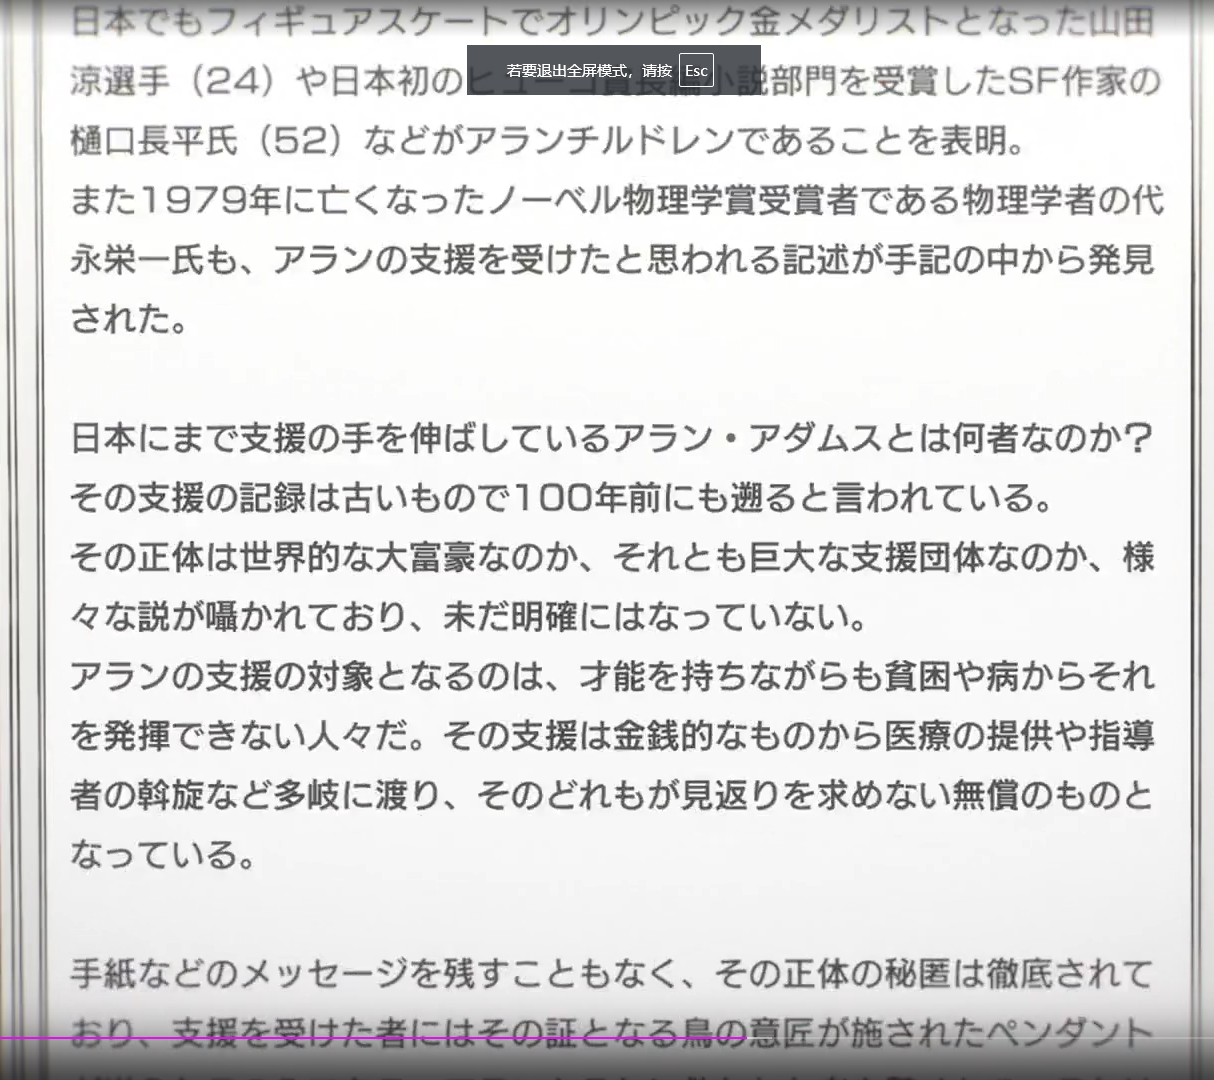 日本でもフィギュアスケートでオリンピック金メダリストとなった山田
若要退出全屏模式，请按 Esc
涼選手（24）や日本初のヒューゴ賞長編小説部門を受賞したSF作家の
樋口長平氏（52）などがアランチルドレンであることを表明。
また1979年に亡くなったノーベル物理学賞受賞者である物理学者の代
永栄一氏も、アランの支援を受けたと思われる記述が手記の中から発見
された。
日本にまで支援の手を伸ばしているアラン・アダムスとは何者なのか？
その支援の記録は古いもので100年前にも遡ると言われている。
その正体は世界的な大富豪なのか、それとも巨大な支援団体なのか、様
々な説が囁かれており、未だ明確にはなっていない。
アランの支援の対象となるのは、才能を持ちながらも貧困や病からそれ
を発揮できない人々だ。その支援は金銭的なものから医療の提供や指導
者の斡旋など多岐に渡り、そのどれもが見返りを求めない無償のものと
なっている。
手紙などのメッセージを残すこともなく、その正体の秘匿は徹底されて
おり、支援を受けた者にはその証となる鳥の意匠が施されたペンダント